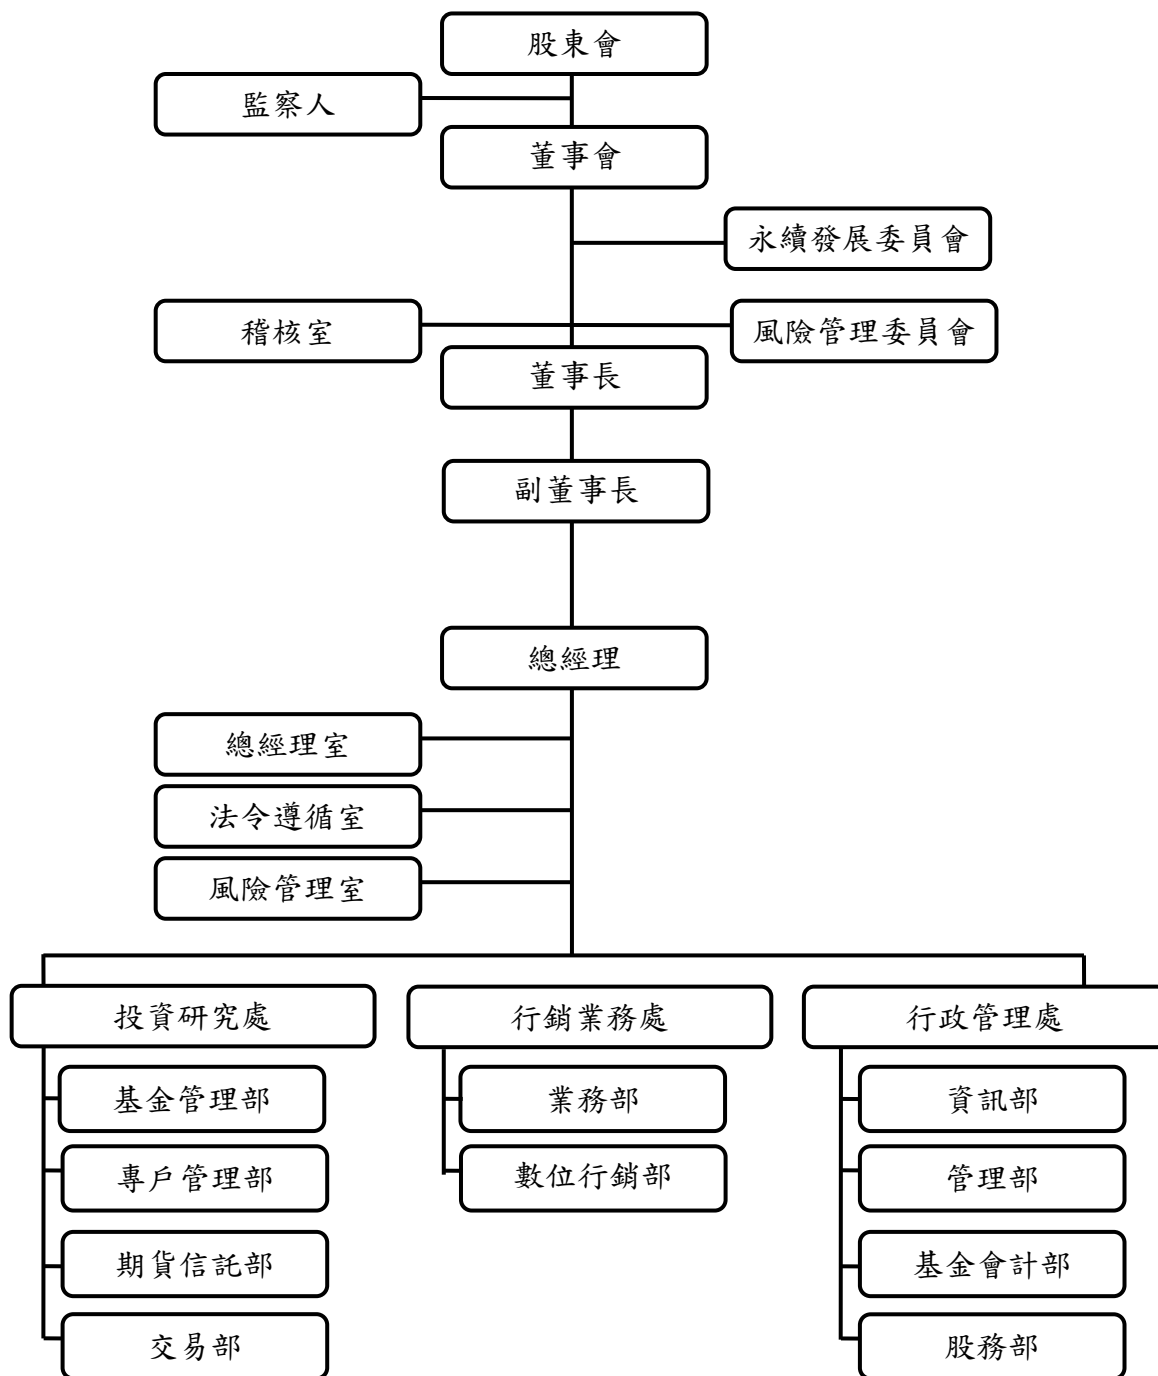 股東會
監察人
董事會
永續發展委員會
稽核室
風險管理委員會
董事長
副董事長
總經理
總經理室
法令遵循室
風險管理室
投資研究處
行銷業務處
行政管理處
基金管理部
業務部
資訊部
專戶管理部
數位行銷部
管理部
期貨信託部
基金會計部
交易部
股務部